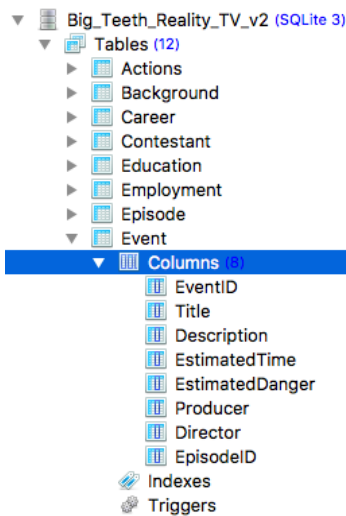 Big_Teeth_Reality_TV_v2 (SQLite 3)
Tables (12)
Actions
Background
Career
Contestant
Education
Employment
Episode
Event
Columns (8)
EventID
Title
Description
EstimatedTime
EstimatedDanger
Producer
Director
EpisodeID
Indexes
Triggers